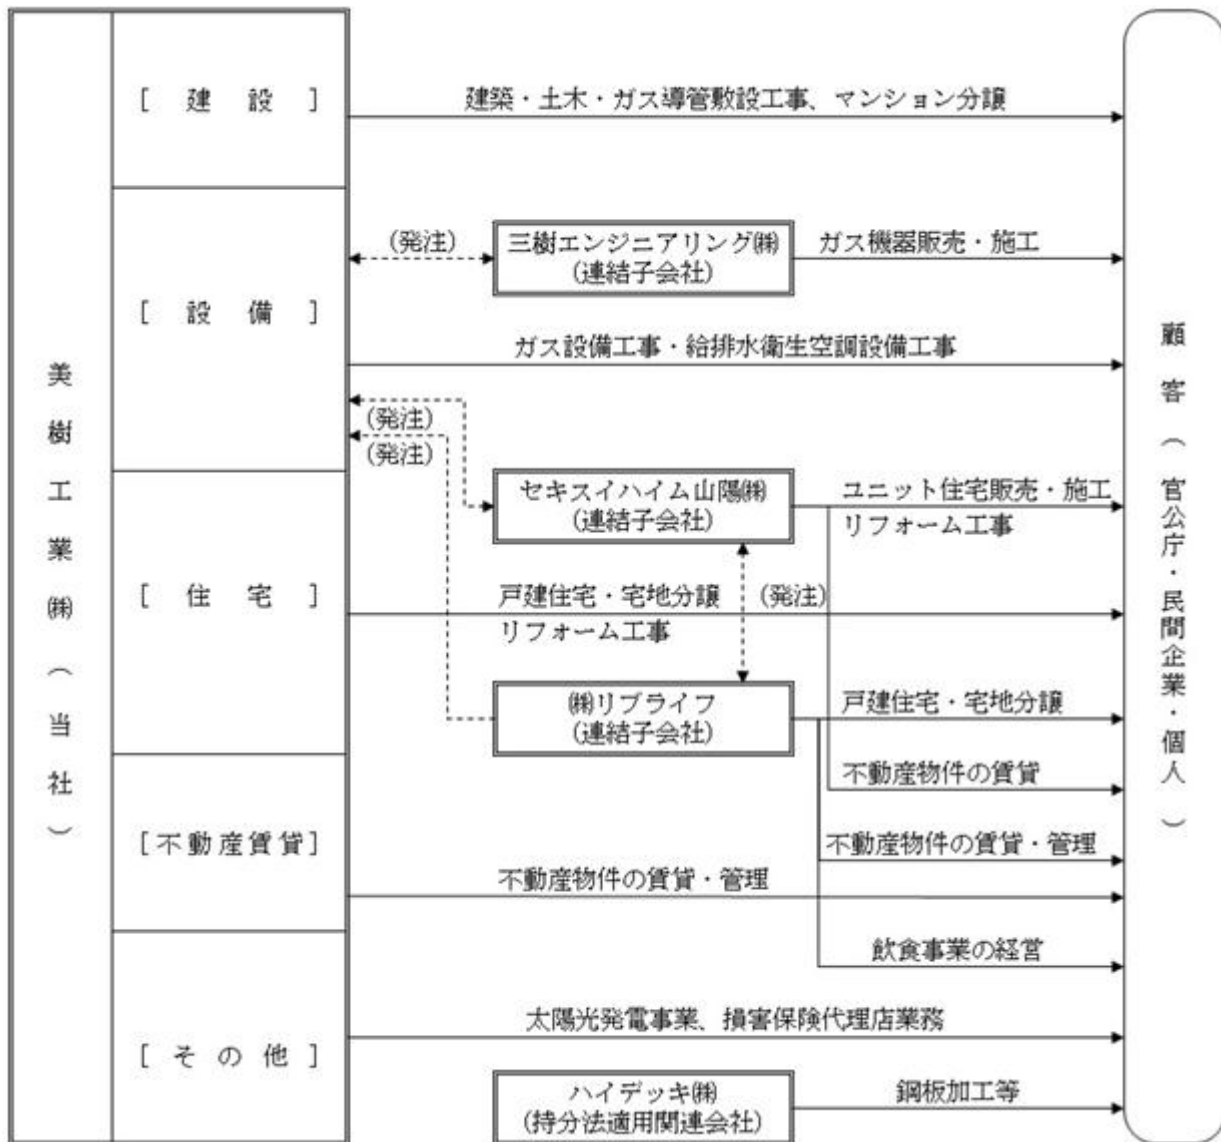 美樹工業㈱（当社）
[建設]
建築・土木・ガス導管敷設工事、マンション分譲
[設備]
(発注)
三樹エンジニアリング㈱
(連結子会社)
ガス機器販売・施工
ガス設備工事・給排水衛生空調設備工事
(発注)
(発注)
[住宅]
セキスイハイム山陽㈱
(連結子会社)
ユニット住宅販売・施工
リフォーム工事
戸建住宅・宅地分譲
リフォーム工事
(発注)
㈱リブライフ
(連結子会社)
戸建住宅・宅地分譲
不動産物件の賃貸
[不動産賃貸]
不動産物件の賃貸・管理
不動産物件の賃貸・管理
飲食事業の経営
[その他]
太陽光発電事業、損害保険代理店業務
ハイデッキ㈱
(持分法適用関連会社)
鋼板加工等
顧客（官公庁・民間企業・個人）